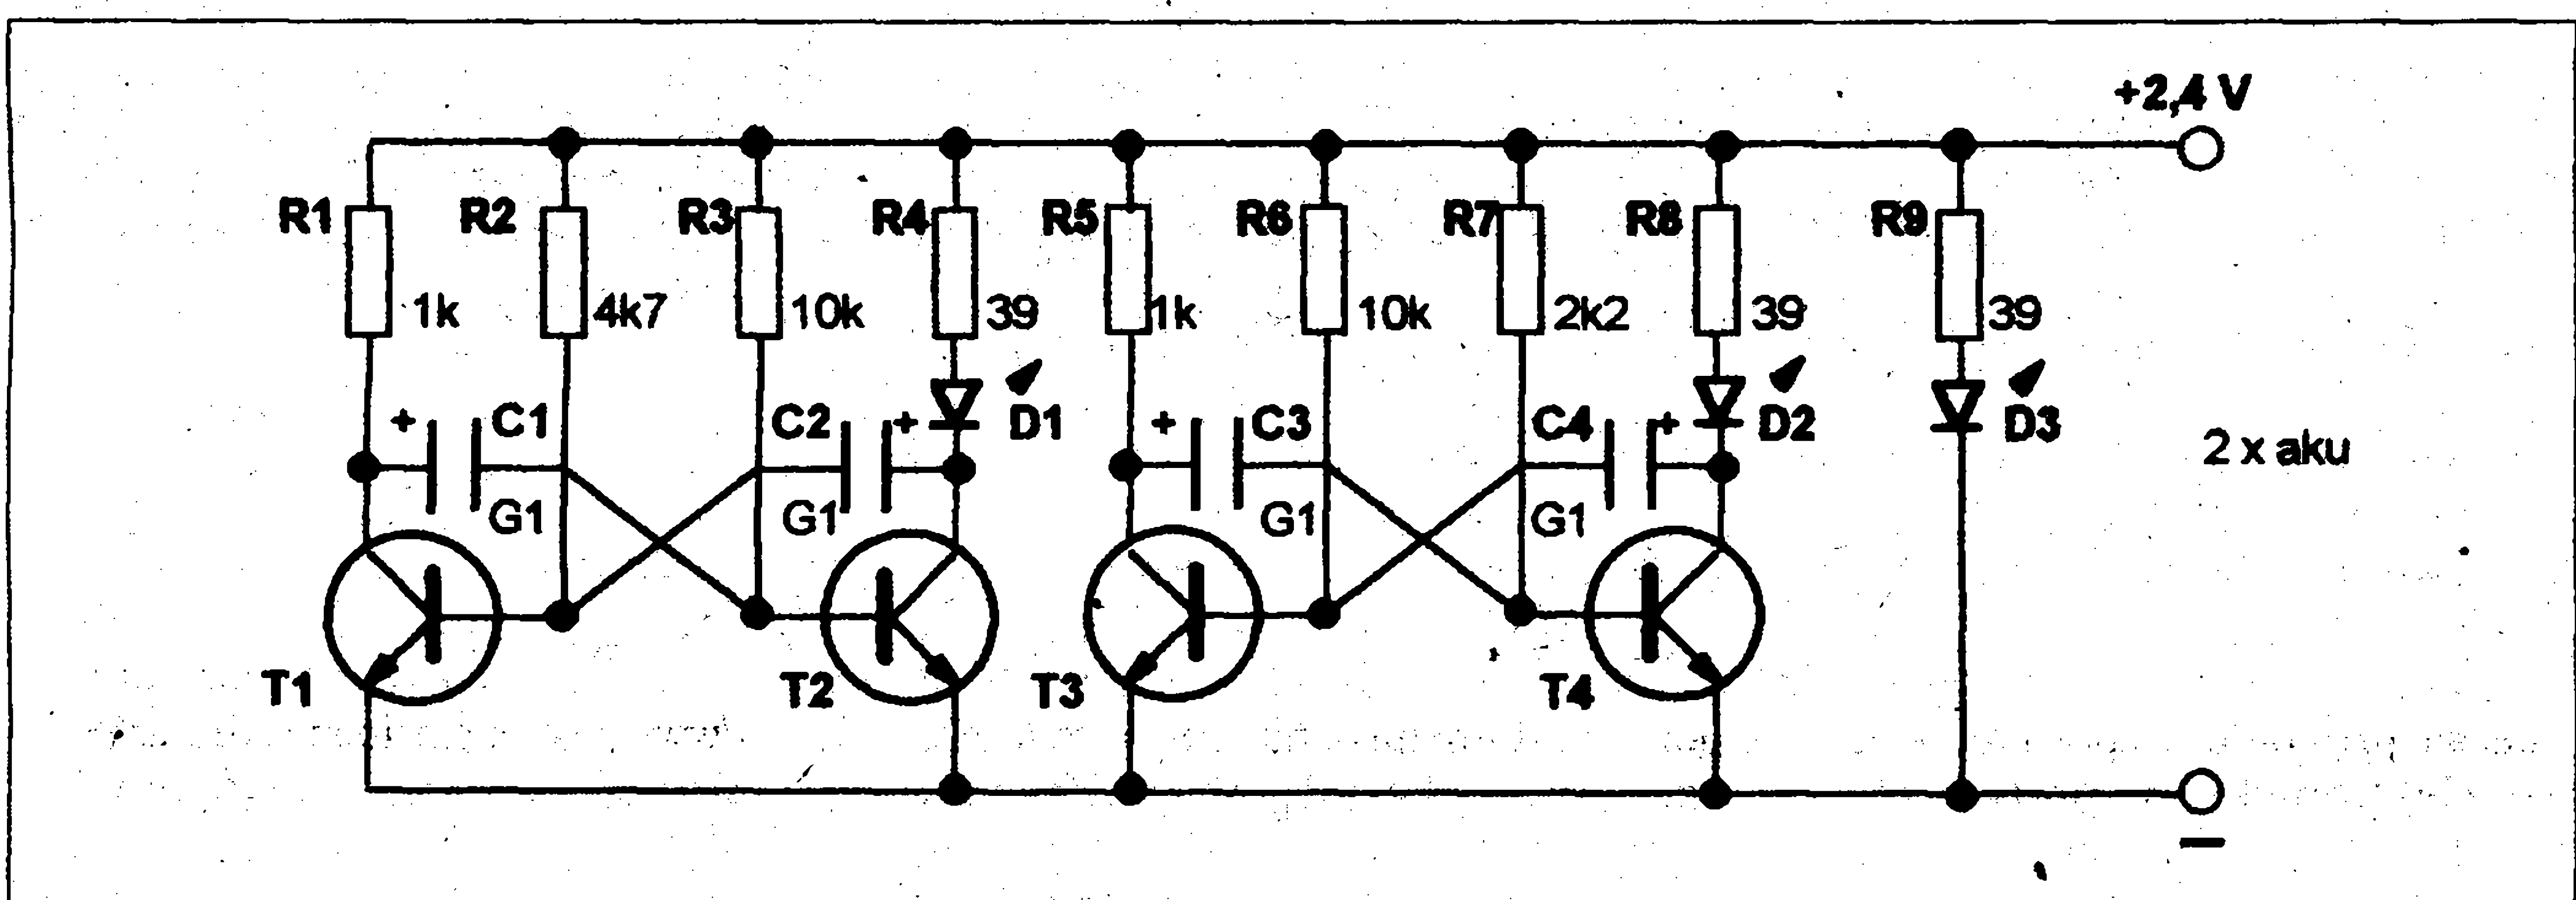 +2,4 V
R1 R2 R3 R4 R5 R6 R7 R8 R9
1k 4k7 10k 39 1k 10k 2k2 39 39
+ C1 C2 + D1 + C3 C4 + D2 D3
2 x aku
G1 G1 G1 G1
T1 T2 T3 T4
–